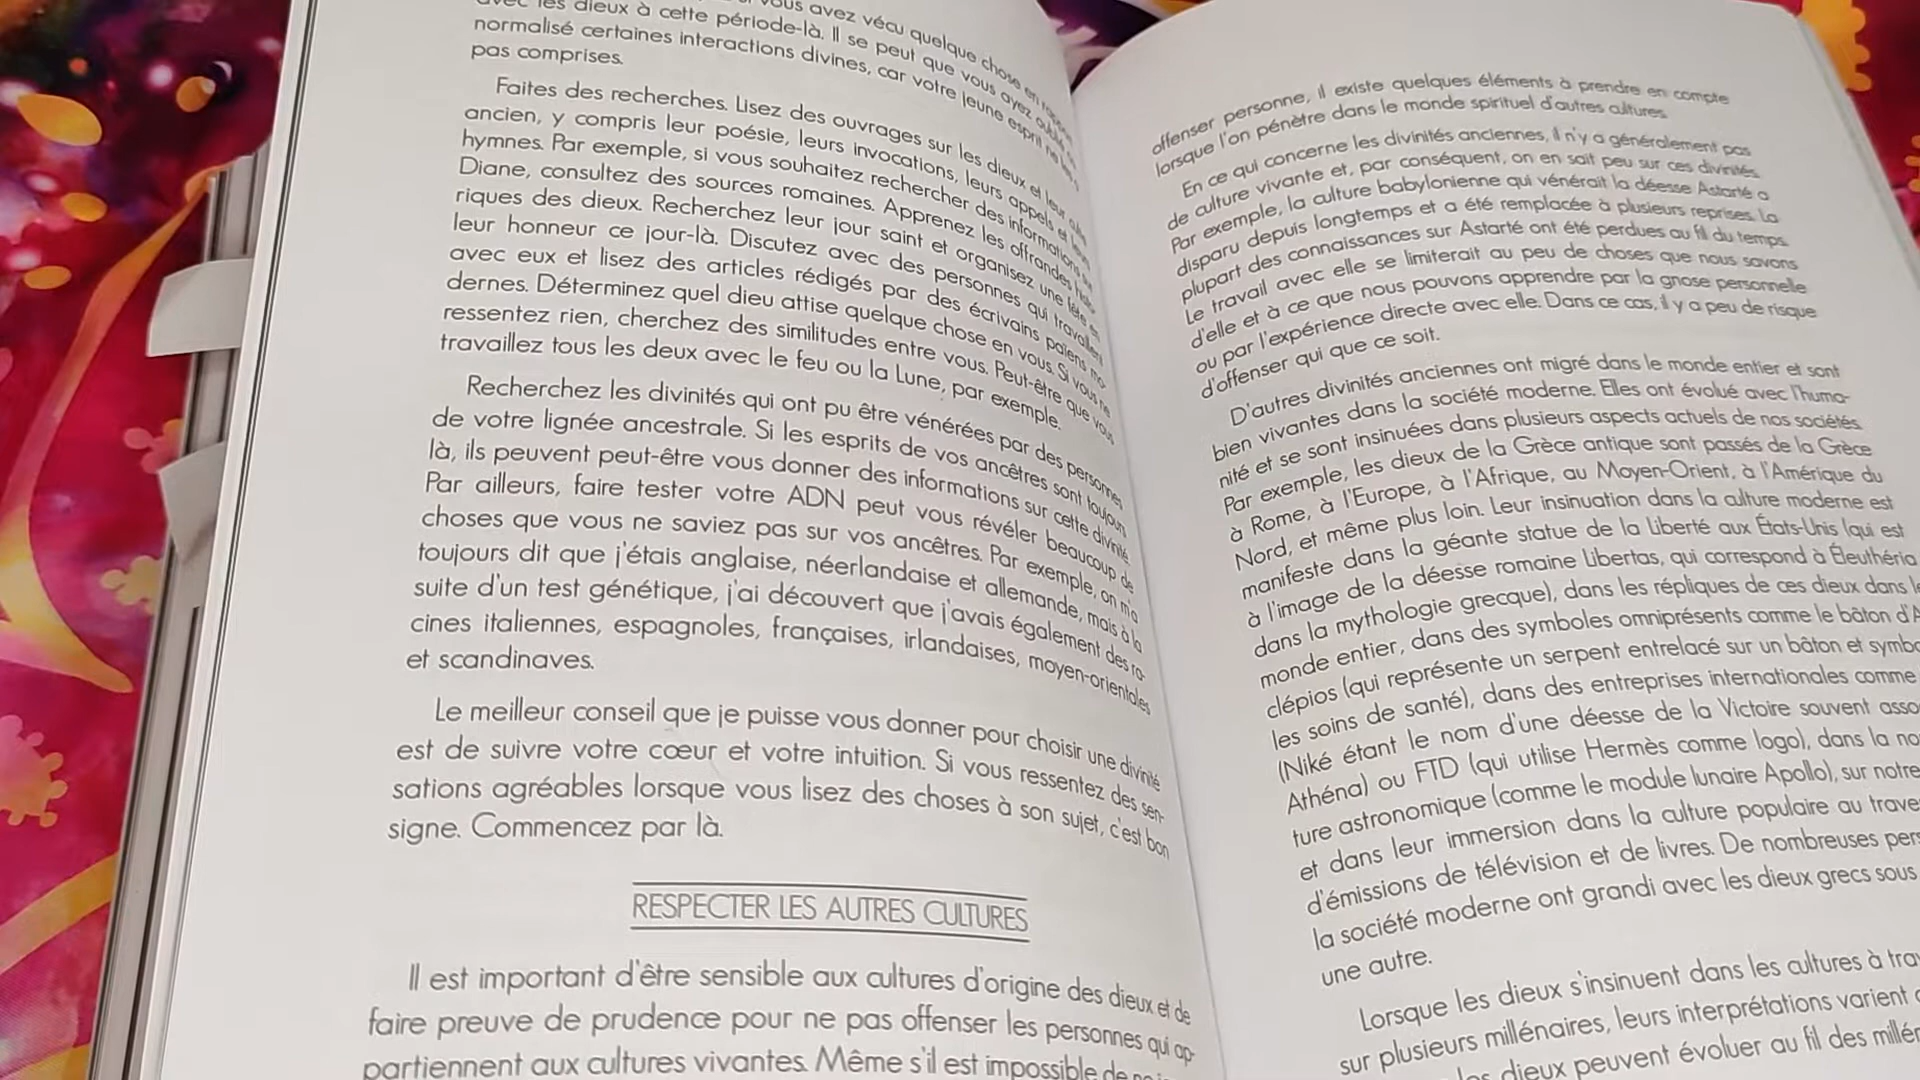 vous avez vécu quelque chose en rapport
avec les dieux à cette période-là. Il se peut que vous ayez oublié ou
normalisé certaines interactions divines, car votre jeune esprit ne les a
pas comprises.
Faites des recherches. Lisez des ouvrages sur les dieux et leur culte
ancien, y compris leur poésie, leurs invocations, leurs appels et leurs
hymnes. Par exemple, si vous souhaitez rechercher des informations sur
Diane, consultez des sources romaines. Apprenez les offrandes histo-
riques des dieux. Recherchez leur jour saint et organisez une fête en
leur honneur ce jour-là. Discutez avec des personnes qui travaillent
avec eux et lisez des articles rédigés par des écrivains païens mo-
dernes. Déterminez quel dieu attise quelque chose en vous. Si vous ne
ressentez rien, cherchez des similitudes entre vous. Peut-être que vous
travaillez tous les deux avec le feu ou la Lune, par exemple.
Recherchez les divinités qui ont pu être vénérées par des personnes
de votre lignée ancestrale. Si les esprits de vos ancêtres sont toujours
là, ils peuvent peut-être vous donner des informations sur cette divinité.
Par ailleurs, faire tester votre ADN peut vous révéler beaucoup de
choses que vous ne saviez pas sur vos ancêtres. Par exemple, on m'a
toujours dit que j'étais anglaise, néerlandaise et allemande, mais à la
suite d'un test génétique, j'ai découvert que j'avais également des ra-
cines italiennes, espagnoles, françaises, irlandaises, moyen-orientales
et scandinaves.
Le meilleur conseil que je puisse vous donner pour choisir une divinité
est de suivre votre cœur et votre intuition. Si vous ressentez des sen-
sations agréables lorsque vous lisez des choses à son sujet, c'est bon
signe. Commencez par là.
RESPECTER LES AUTRES CULTURES
Il est important d'être sensible aux cultures d'origine des dieux et de
faire preuve de prudence pour ne pas offenser les personnes qui ap-
partiennent aux cultures vivantes. Même s'il est impossible de
offenser personne, il existe quelques éléments à prendre en compte
lorsque l'on pénètre dans le monde spirituel d'autres cultures.
En ce qui concerne les divinités anciennes, il n'y a généralement pas
de culture vivante et, par conséquent, on en sait peu sur ces divinités.
Par exemple, la culture babylonienne qui vénérait la déesse Astarté a
disparu depuis longtemps et a été remplacée à plusieurs reprises. La
plupart des connaissances sur Astarté ont été perdues au fil du temps.
Le travail avec elle se limiterait au peu de choses que nous savons
d'elle et à ce que nous pouvons apprendre par la gnose personnelle
ou par l'expérience directe avec elle. Dans ce cas, il y a peu de risque
d'offenser qui que ce soit.
D'autres divinités anciennes ont migré dans le monde entier et sont
bien vivantes dans la société moderne. Elles ont évolué avec l'huma-
nité et se sont insinuées dans plusieurs aspects actuels de nos sociétés.
Par exemple, les dieux de la Grèce antique sont passés de la Grèce
à Rome, à l'Europe, à l'Afrique, au Moyen-Orient, à l'Amérique du
Nord, et même plus loin. Leur insinuation dans la culture moderne est
manifeste dans la géante statue de la Liberté aux États-Unis (qui est
à l'image de la déesse romaine Libertas, qui correspond à Éleuthéria
dans la mythologie grecque), dans les répliques de ces dieux dans le
monde entier, dans des symboles omniprésents comme le bâton d'A
clépios (qui représente un serpent entrelacé sur un bâton et symbo
les soins de santé), dans des entreprises internationales comme
(Niké étant le nom d'une déesse de la Victoire souvent asso
Athéna) ou FTD (qui utilise Hermès comme logo), dans la no
ture astronomique (comme le module lunaire Apollo), sur notre
et dans leur immersion dans la culture populaire au trave
d'émissions de télévision et de livres. De nombreuses pers
la société moderne ont grandi avec les dieux grecs sous
une autre.
Lorsque les dieux s'insinuent dans les cultures à trav
sur plusieurs millénaires, leurs interprétations varient
les dieux peuvent évoluer au fil des millén